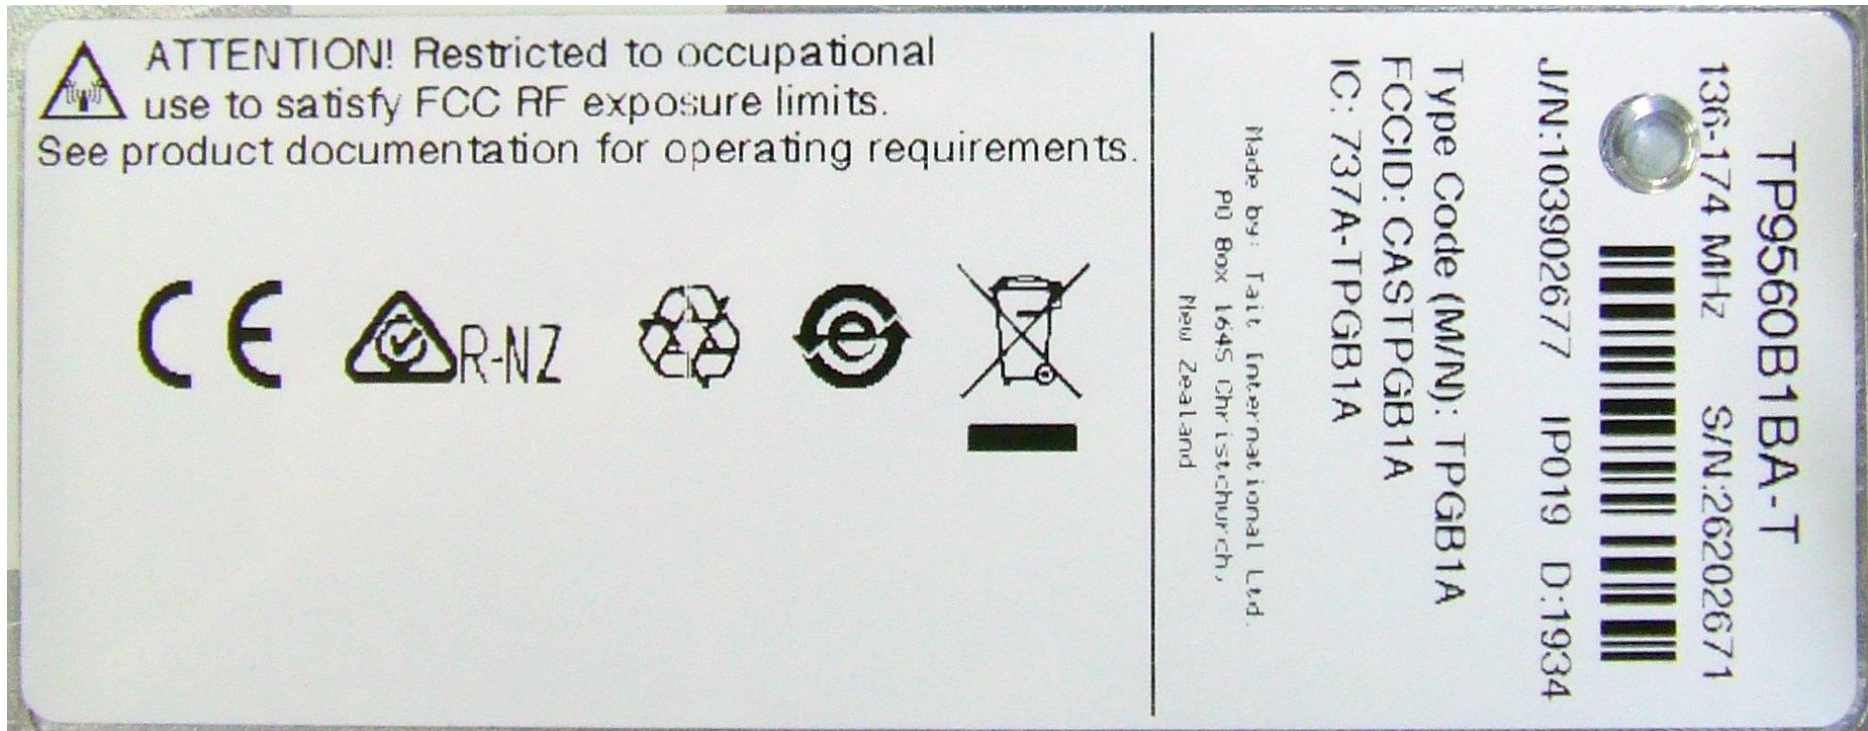 ATTENTION! Restricted to occupational
use to satisfy FCC RF exposure limits.
See product documentation for operating requirements.
CE
R-NZ
e
TP9560B1BA-T
136-174 MHz S/N:26202671
J/N:103902677 IP019 D:1934
Type Code (M/N): TPGB1A
FCCID: CASTPGB1A
IC: 737A-TPGB1A
Made by: Tait International Ltd.
PO Box 1645 Christchurch,
New Zealand